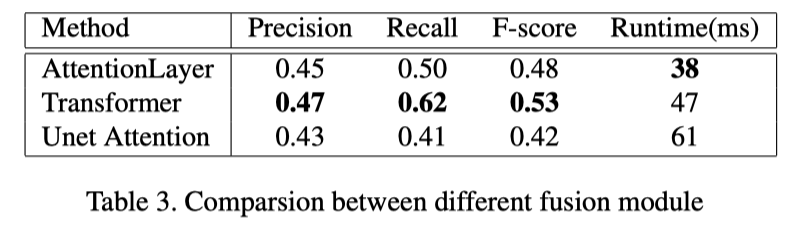 Method Precision Recall F-score Runtime(ms)
AttentionLayer 0.45 0.50 0.48 38
Transformer 0.47 0.62 0.53 47
Unet Attention 0.43 0.41 0.42 61
Table 3. Comparsion between different fusion module